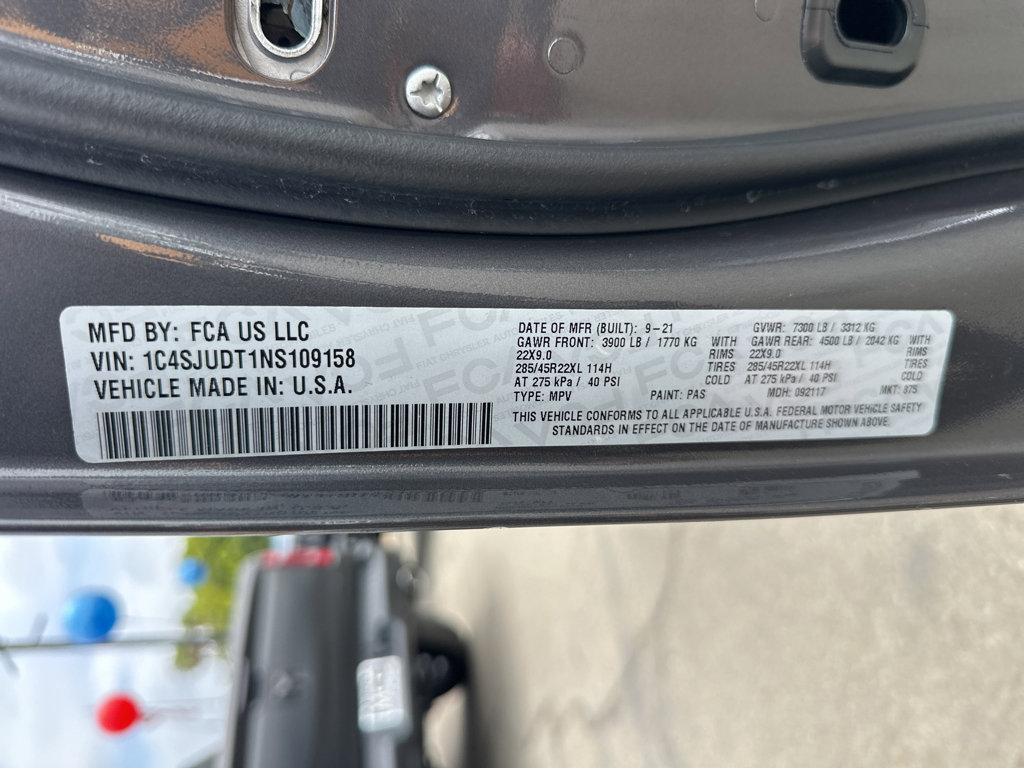 MFD BY: FCA US LLC
VIN: 1C4SJUDT1NS109158
VEHICLE MADE IN: U.S.A.
DATE OF MFR (BUILT): 9-21 GVWR: 7300 LB / 3312 KG
GAWR FRONT: 3900 LB / 1770 KG WITH GAWR REAR: 4500 LB / 2042 KG WITH
22X9.0 RIMS 22X9.0 RIMS
285/45R22XL 114H TIRES 285/45R22XL 114H TIRES
AT 275 kPa / 40 PSI COLD AT 275 kPa / 40 PSI COLD
TYPE: MPV PAINT: PAS MDH: 092117 MKT: 875
THIS VEHICLE CONFORMS TO ALL APPLICABLE U.S.A. FEDERAL MOTOR VEHICLE SAFETY
STANDARDS IN EFFECT ON THE DATE OF MANUFACTURE SHOWN ABOVE.